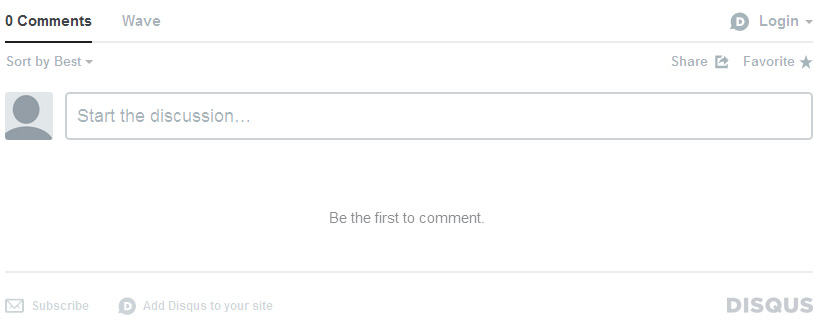 0 Comments Wave Login
Sort by Best Share Favorite
Start the discussion...
Be the first to comment.
Subscribe Add Disqus to your site DISQUS